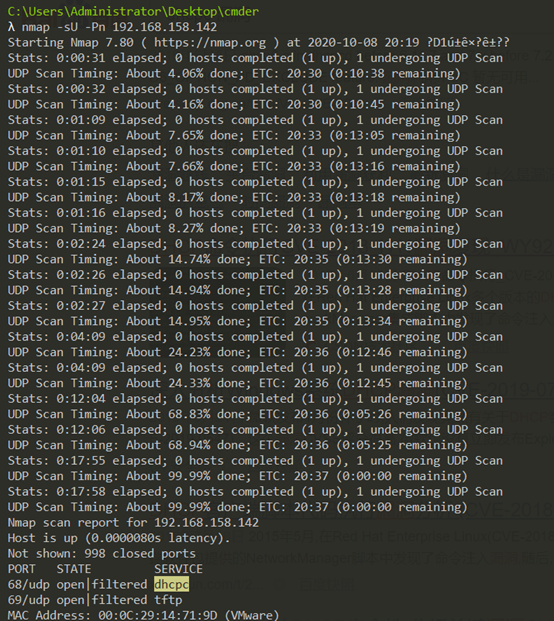 C:\Users\Administrator\Desktop\cmder
λ nmap -sU -Pn 192.168.158.142
Starting Nmap 7.80 ( https://nmap.org ) at 2020-10-08 20:19 ?D1ú±ê×?ê±??
Stats: 0:00:31 elapsed; 0 hosts completed (1 up), 1 undergoing UDP Scan
UDP Scan Timing: About 4.06% done; ETC: 20:30 (0:10:38 remaining)
Stats: 0:00:32 elapsed; 0 hosts completed (1 up), 1 undergoing UDP Scan
UDP Scan Timing: About 4.16% done; ETC: 20:30 (0:10:45 remaining)
Stats: 0:01:09 elapsed; 0 hosts completed (1 up), 1 undergoing UDP Scan
UDP Scan Timing: About 7.65% done; ETC: 20:33 (0:13:05 remaining)
Stats: 0:01:10 elapsed; 0 hosts completed (1 up), 1 undergoing UDP Scan
UDP Scan Timing: About 7.66% done; ETC: 20:33 (0:13:16 remaining)
Stats: 0:01:15 elapsed; 0 hosts completed (1 up), 1 undergoing UDP Scan
UDP Scan Timing: About 8.17% done; ETC: 20:33 (0:13:18 remaining)
Stats: 0:01:16 elapsed; 0 hosts completed (1 up), 1 undergoing UDP Scan
UDP Scan Timing: About 8.27% done; ETC: 20:33 (0:13:19 remaining)
Stats: 0:02:24 elapsed; 0 hosts completed (1 up), 1 undergoing UDP Scan
UDP Scan Timing: About 14.74% done; ETC: 20:35 (0:13:30 remaining)
Stats: 0:02:26 elapsed; 0 hosts completed (1 up), 1 undergoing UDP Scan
UDP Scan Timing: About 14.94% done; ETC: 20:35 (0:13:28 remaining)
Stats: 0:02:27 elapsed; 0 hosts completed (1 up), 1 undergoing UDP Scan
UDP Scan Timing: About 14.95% done; ETC: 20:35 (0:13:34 remaining)
Stats: 0:04:09 elapsed; 0 hosts completed (1 up), 1 undergoing UDP Scan
UDP Scan Timing: About 24.23% done; ETC: 20:36 (0:12:46 remaining)
Stats: 0:04:09 elapsed; 0 hosts completed (1 up), 1 undergoing UDP Scan
UDP Scan Timing: About 24.33% done; ETC: 20:36 (0:12:45 remaining)
Stats: 0:12:04 elapsed; 0 hosts completed (1 up), 1 undergoing UDP Scan
UDP Scan Timing: About 68.83% done; ETC: 20:36 (0:05:26 remaining)
Stats: 0:12:06 elapsed; 0 hosts completed (1 up), 1 undergoing UDP Scan
UDP Scan Timing: About 68.94% done; ETC: 20:36 (0:05:25 remaining)
Stats: 0:17:55 elapsed; 0 hosts completed (1 up), 1 undergoing UDP Scan
UDP Scan Timing: About 99.99% done; ETC: 20:37 (0:00:00 remaining)
Stats: 0:17:58 elapsed; 0 hosts completed (1 up), 1 undergoing UDP Scan
UDP Scan Timing: About 99.99% done; ETC: 20:37 (0:00:00 remaining)
Nmap scan report for 192.168.158.142
Host is up (0.0000080s latency).
Not shown: 998 closed ports
PORT STATE SERVICE
68/udp open|filtered dhcpc
69/udp open|filtered tftp
MAC Address: 00:0C:29:14:71:9D (VMware)